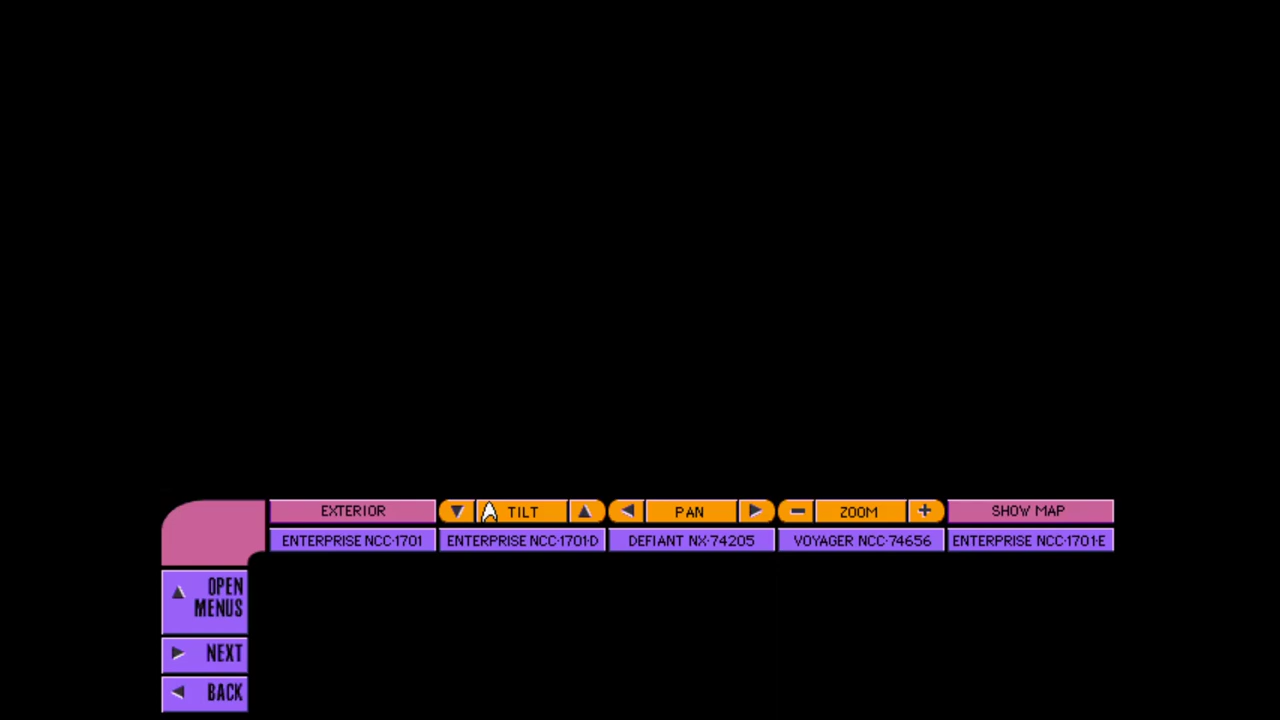 EXTERIOR TILT PAN ZOOM SHOW MAP
ENTERPRISE NCC-1701 ENTERPRISE NCC-1701-D DEFIANT NX-74205 VOYAGER NCC-74656 ENTERPRISE NCC-1701-E
OPEN
MENUS
NEXT
BACK